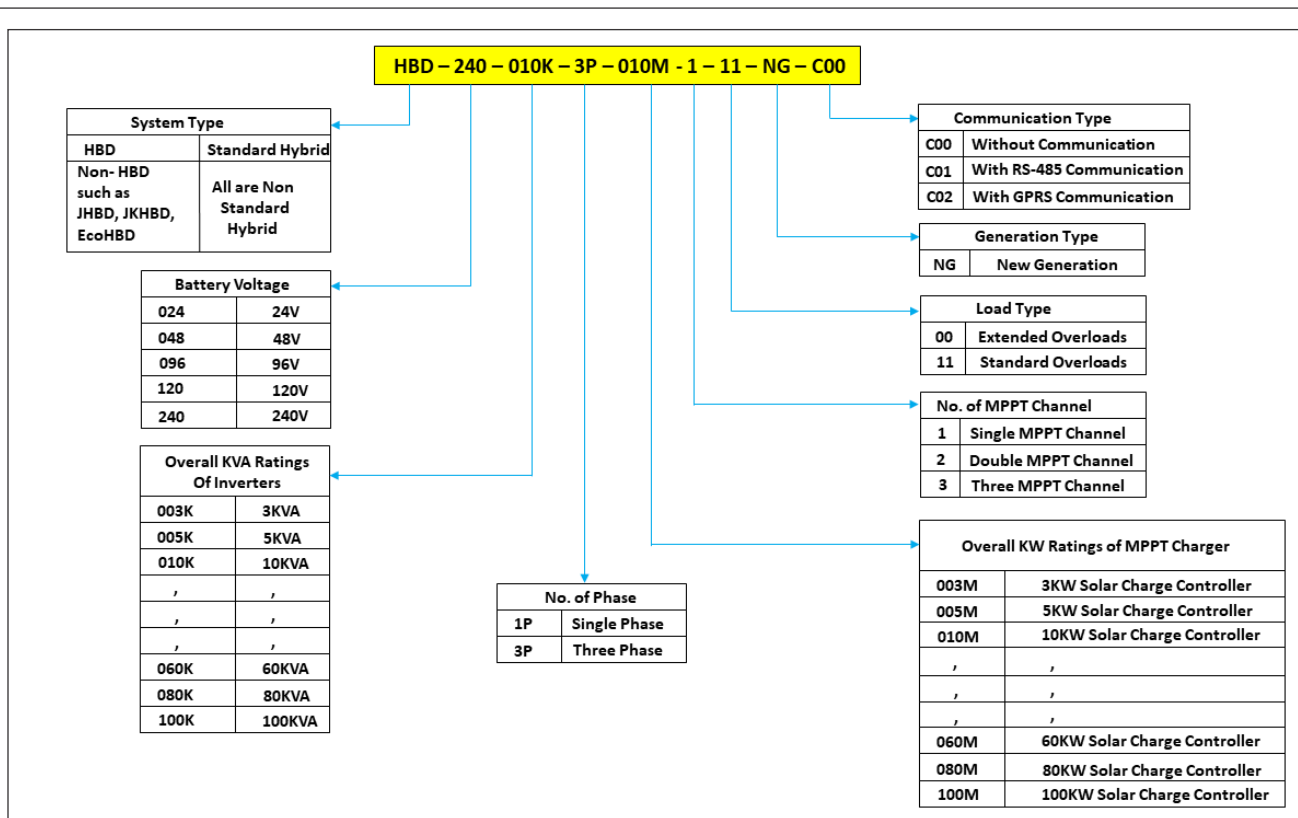 HBD – 240 – 010K – 3P – 010M - 1 – 11 – NG – C00
System Type
HBD Standard Hybrid
Non- HBD
such as
JHBD, JKHBD,
EcoHBD
All are Non
Standard
Hybrid
Battery Voltage
024 24V
048 48V
096 96V
120 120V
240 240V
Overall KVA Ratings
Of Inverters
003K 3KVA
005K 5KVA
010K 10KVA
, ,
, ,
, ,
060K 60KVA
080K 80KVA
100K 100KVA
No. of Phase
1P Single Phase
3P Three Phase
Communication Type
C00 Without Communication
C01 With RS-485 Communication
C02 With GPRS Communication
Generation Type
NG New Generation
Load Type
00 Extended Overloads
11 Standard Overloads
No. of MPPT Channel
1 Single MPPT Channel
2 Double MPPT Channel
3 Three MPPT Channel
Overall KW Ratings of MPPT Charger
003M 3KW Solar Charge Controller
005M 5KW Solar Charge Controller
010M 10KW Solar Charge Controller
, ,
, ,
, ,
060M 60KW Solar Charge Controller
080M 80KW Solar Charge Controller
100M 100KW Solar Charge Controller